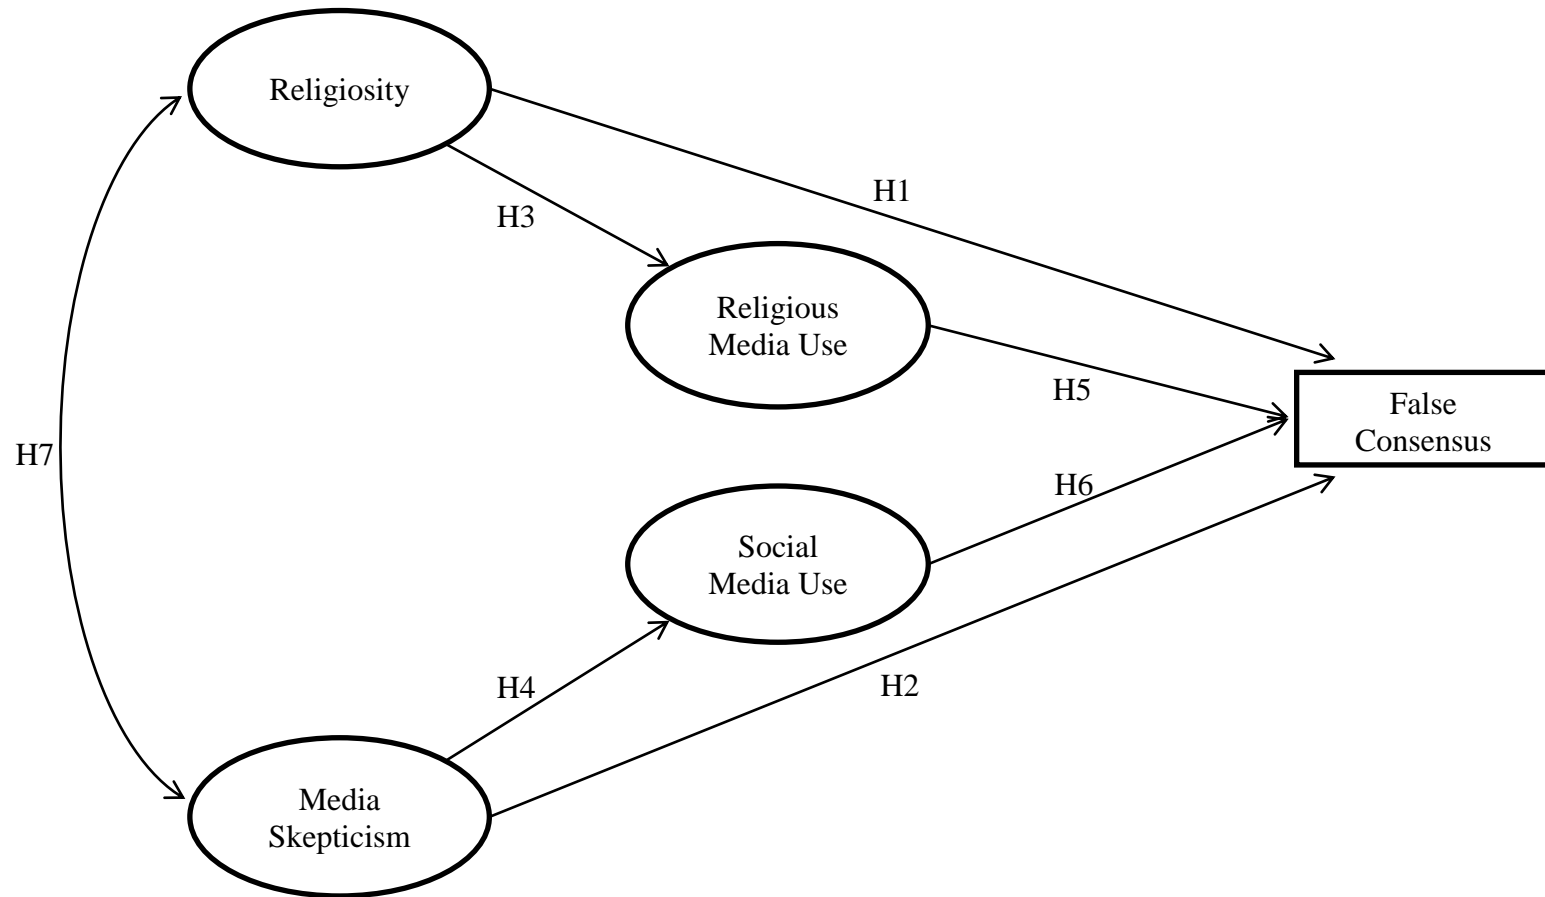 Religiosity
H1
H3
Religious
Media Use
H5
False
Consensus
H7
H6
Social
Media Use
H4
H2
Media
Skepticism